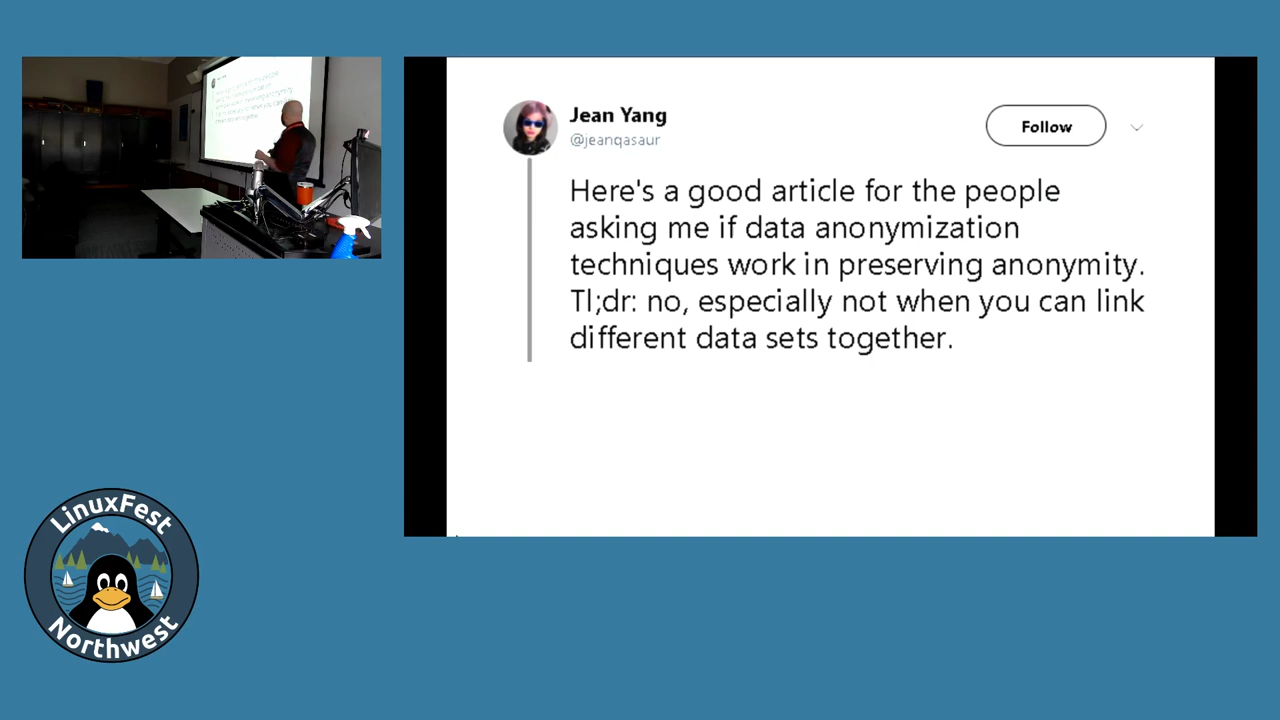 Jean Yang
@jeanqasaur
Follow
Here's a good article for the people
asking me if data anonymization
techniques work in preserving anonymity.
Tl;dr: no, especially not when you can link
different data sets together.
LinuxFest
Northwest